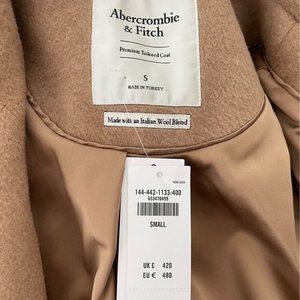 Abercrombie
& Fitch
Premium Tailored Coat
S
MADE IN TURKEY
Made with an Italian Wool Blend
144-442-1133-400
SMALL
UK £ 420
EU € 480